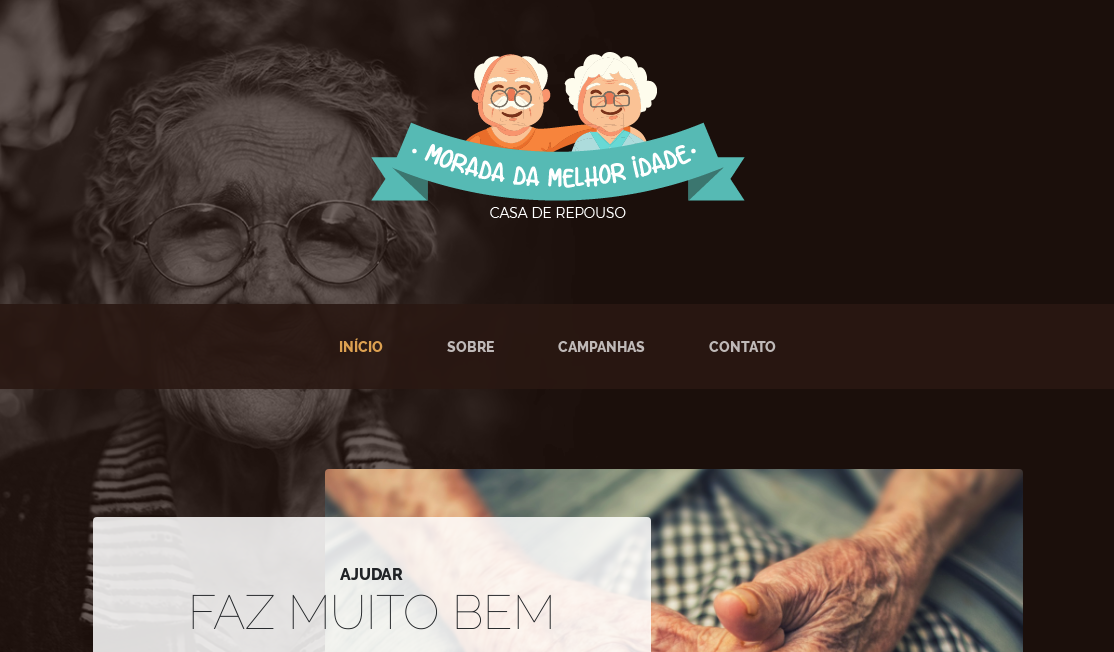 • MORADA DA MELHOR IDADE •
CASA DE REPOUSO
INÍCIO SOBRE CAMPANHAS CONTATO
AJUDAR
FAZ MUITO BEM